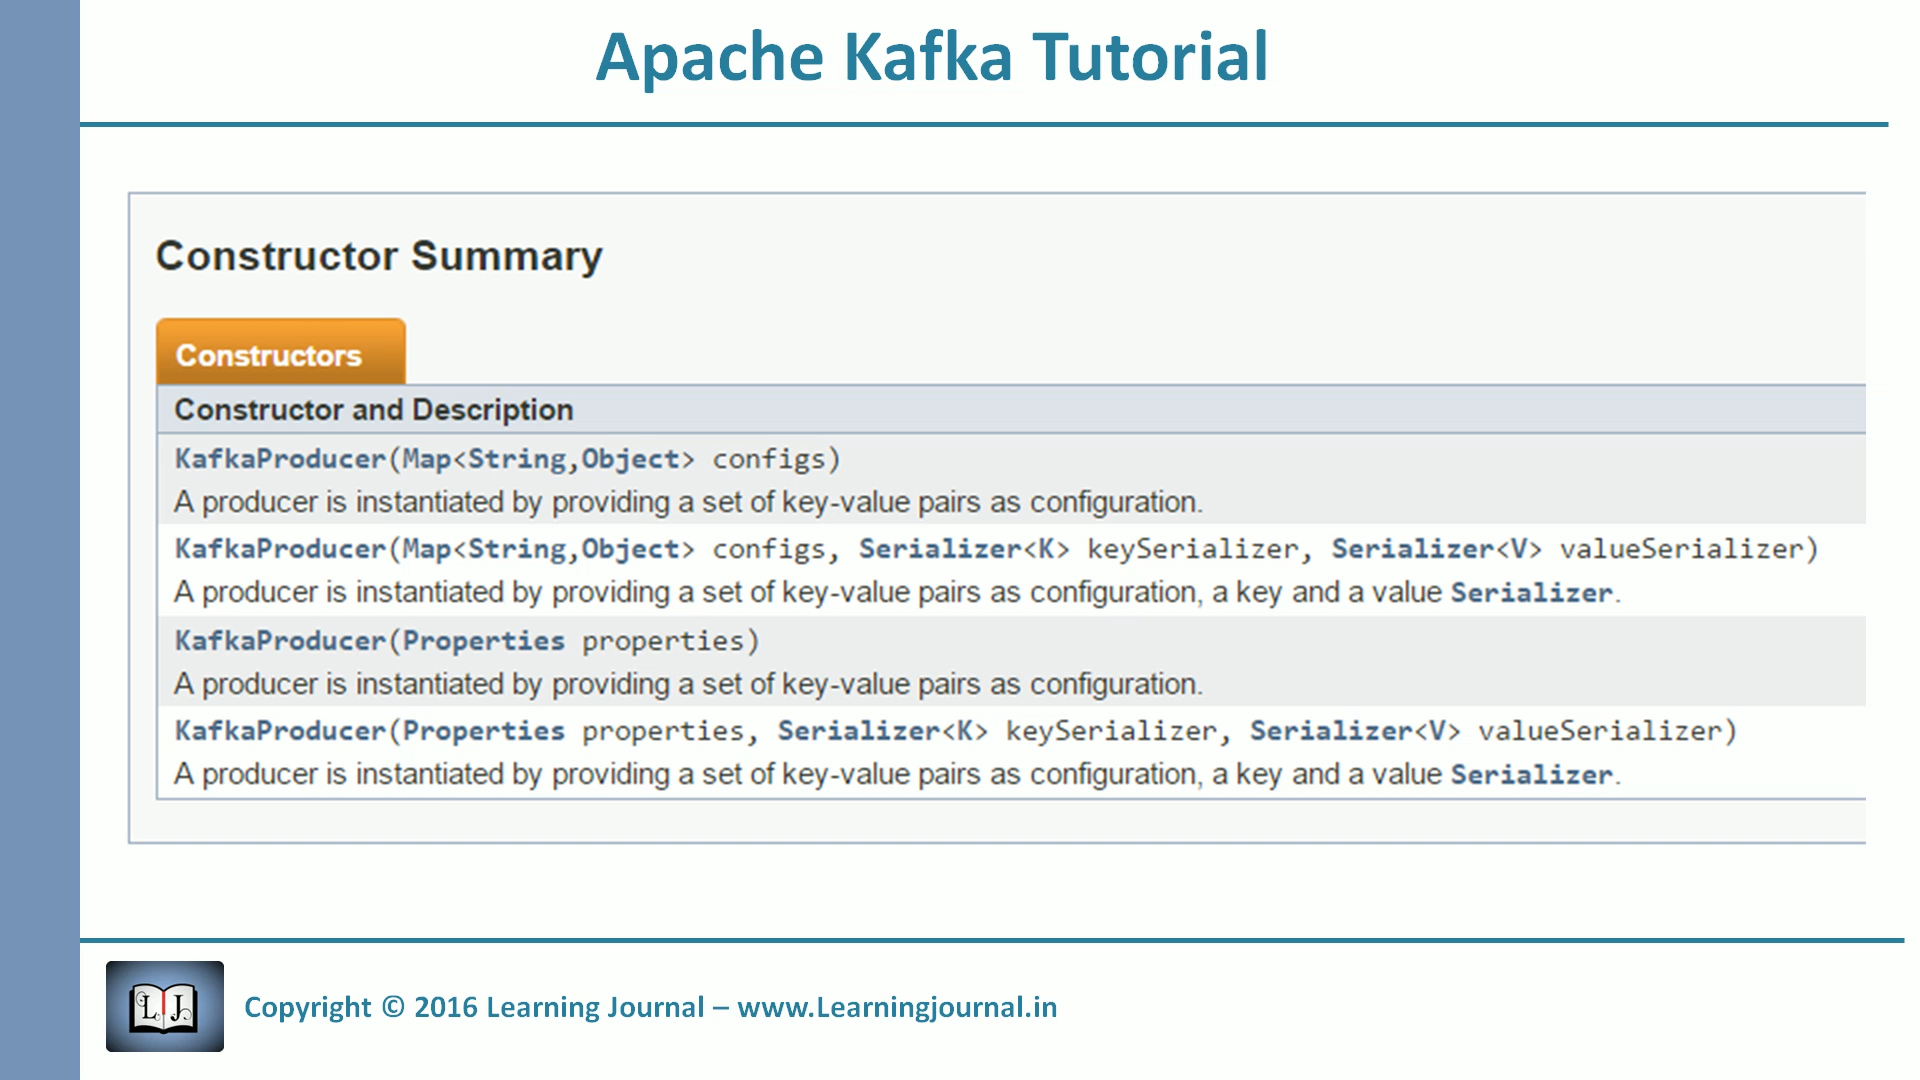 Apache Kafka Tutorial
Constructor Summary
Constructors
Constructor and Description
KafkaProducer(Map<String,Object> configs)
A producer is instantiated by providing a set of key-value pairs as configuration.
KafkaProducer(Map<String,Object> configs, Serializer<K> keySerializer, Serializer<V> valueSerializer)
A producer is instantiated by providing a set of key-value pairs as configuration, a key and a value Serializer.
KafkaProducer(Properties properties)
A producer is instantiated by providing a set of key-value pairs as configuration.
KafkaProducer(Properties properties, Serializer<K> keySerializer, Serializer<V> valueSerializer)
A producer is instantiated by providing a set of key-value pairs as configuration, a key and a value Serializer.
L J
Copyright © 2016 Learning Journal – www.Learningjournal.in